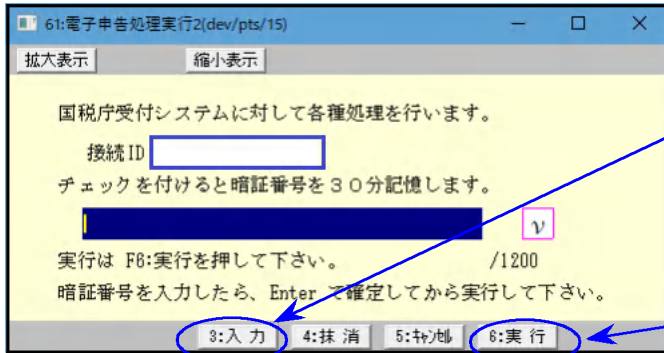 61:電子申告処理実行2(dev/pts/15)
拡大表示 縮小表示
国税庁受付システムに対して各種処理を行います。
接続ID
チェックを付けると暗証番号を30分記憶します。
ν
実行は F6:実行を押して下さい。 /1200
暗証番号を入力したら、Enter で確定してから実行して下さい。
3:入力 4:抹消 5:ｷｬﾝｾﾙ 6:実行